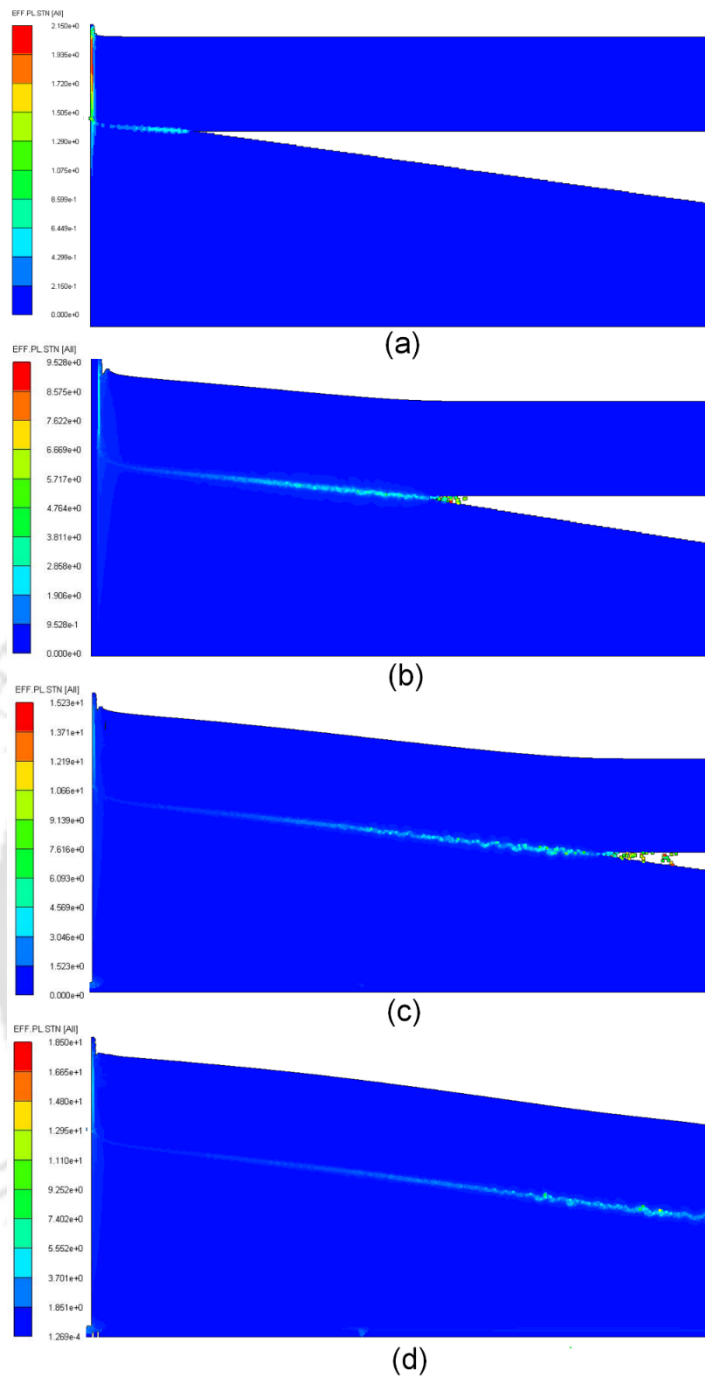 EFF.PL.STN [All]
2.150e+0
1.935e+0
1.720e+0
1.505e+0
1.290e+0
1.075e+0
8.599e-1
6.449e-1
4.299e-1
2.150e-1
0.000e+0
(a)
EFF.PL.STN [All]
9.528e+0
8.575e+0
7.622e+0
6.669e+0
5.717e+0
4.764e+0
3.811e+0
2.858e+0
1.906e+0
9.528e-1
0.000e+0
(b)
EFF.PL.STN [All]
1.523e+1
1.371e+1
1.219e+1
1.066e+1
9.139e+0
7.616e+0
6.093e+0
4.569e+0
3.046e+0
1.523e+0
0.000e+0
(c)
EFF.PL.STN [All]
1.850e+1
1.665e+1
1.480e+1
1.295e+1
1.110e+1
9.252e+0
7.402e+0
5.552e+0
3.701e+0
1.851e+0
1.269e-4
(d)